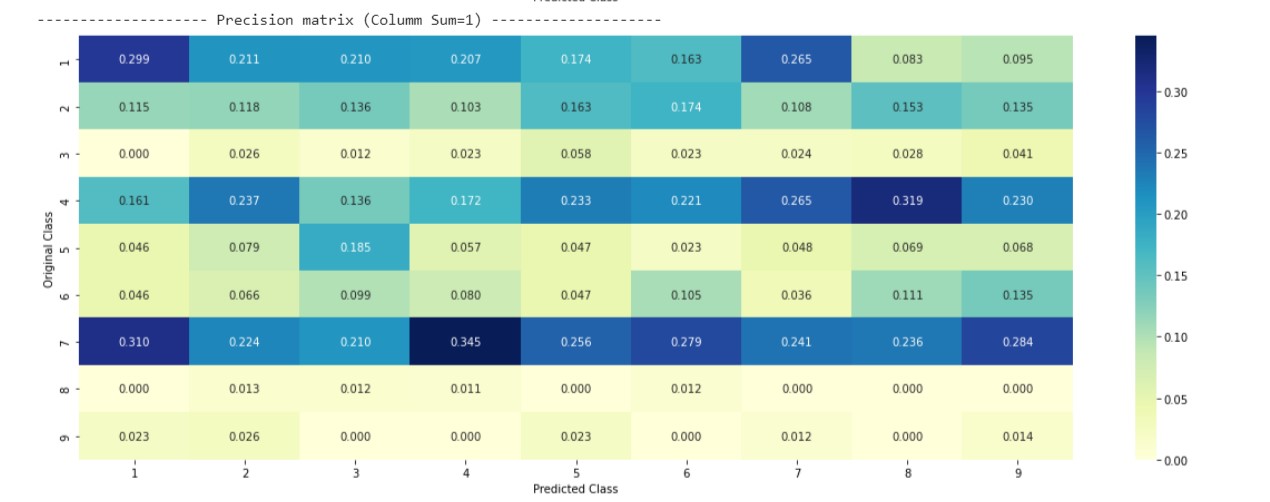 -------------------- Precision matrix (Columm Sum=1) --------------------
1 0.299 0.211 0.210 0.207 0.174 0.163 0.265 0.083 0.095
2 0.115 0.118 0.136 0.103 0.163 0.174 0.108 0.153 0.135
3 0.000 0.026 0.012 0.023 0.058 0.023 0.024 0.028 0.041
4 0.161 0.237 0.136 0.172 0.233 0.221 0.265 0.319 0.230
5 0.046 0.079 0.185 0.057 0.047 0.023 0.048 0.069 0.068
6 0.046 0.066 0.099 0.080 0.047 0.105 0.036 0.111 0.135
7 0.310 0.224 0.210 0.345 0.256 0.279 0.241 0.236 0.284
8 0.000 0.013 0.012 0.011 0.000 0.012 0.000 0.000 0.000
9 0.023 0.026 0.000 0.000 0.023 0.000 0.012 0.000 0.014
1 2 3 4 5 6 7 8 9
Predicted Class
Original Class
0.30
0.25
0.20
0.15
0.10
0.05
0.00